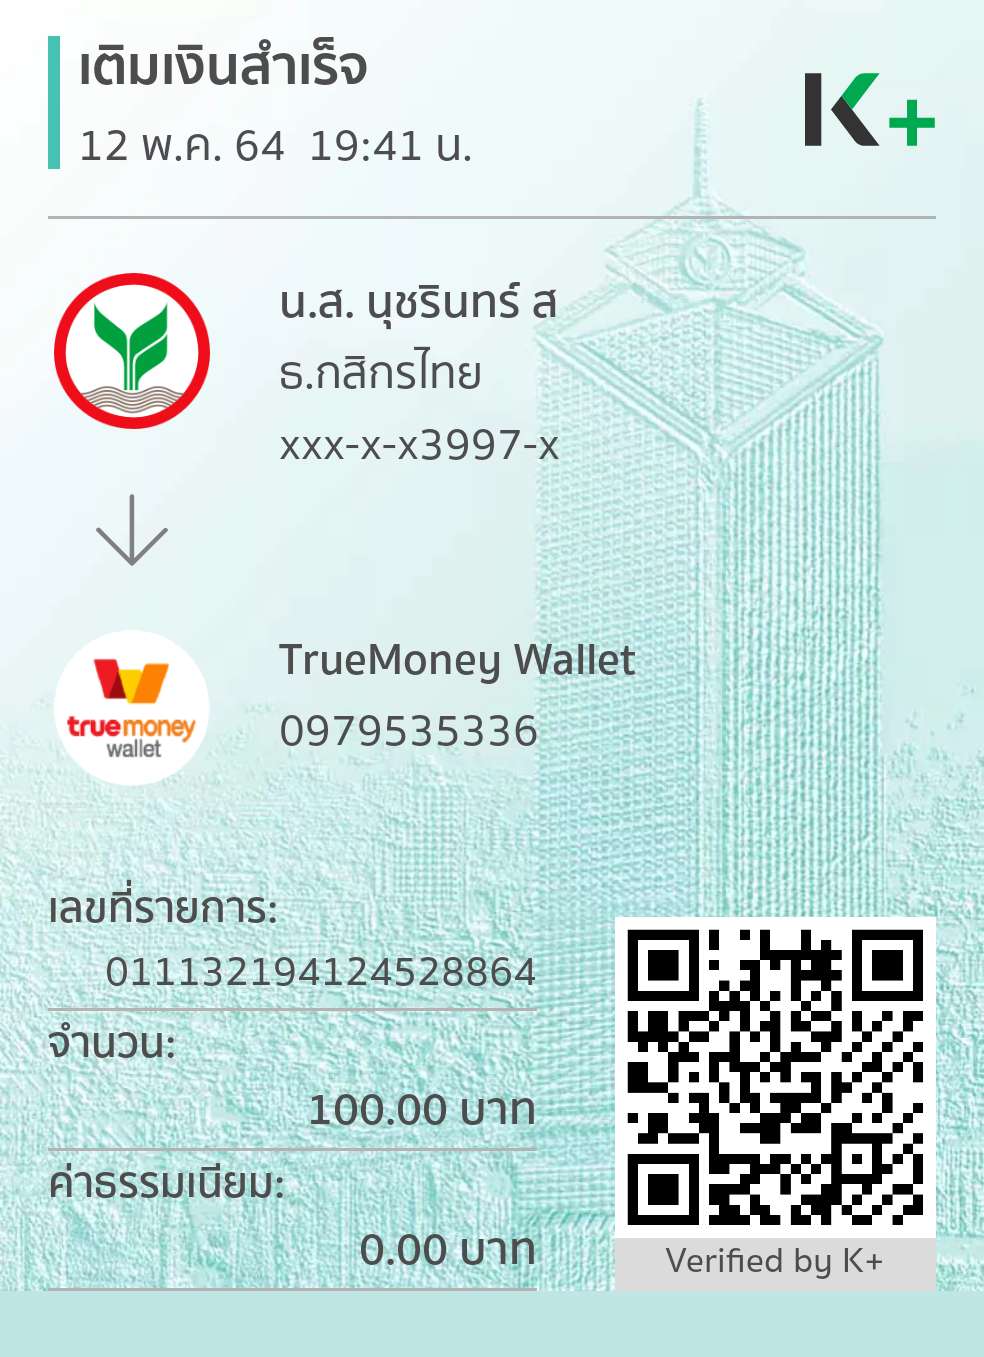 เติมเงินสำเร็จ
12 พ.ค. 64 19:41 น.
K+
น.ส. นุชรินทร์ ส
ธ.กสิกรไทย
xxx-x-x3997-x
truemoney
wallet
TrueMoney Wallet
0979535336
เลขที่รายการ:
011132194124528864
จำนวน:
100.00 บาท
ค่าธรรมเนียม:
0.00 บาท
Verified by K+